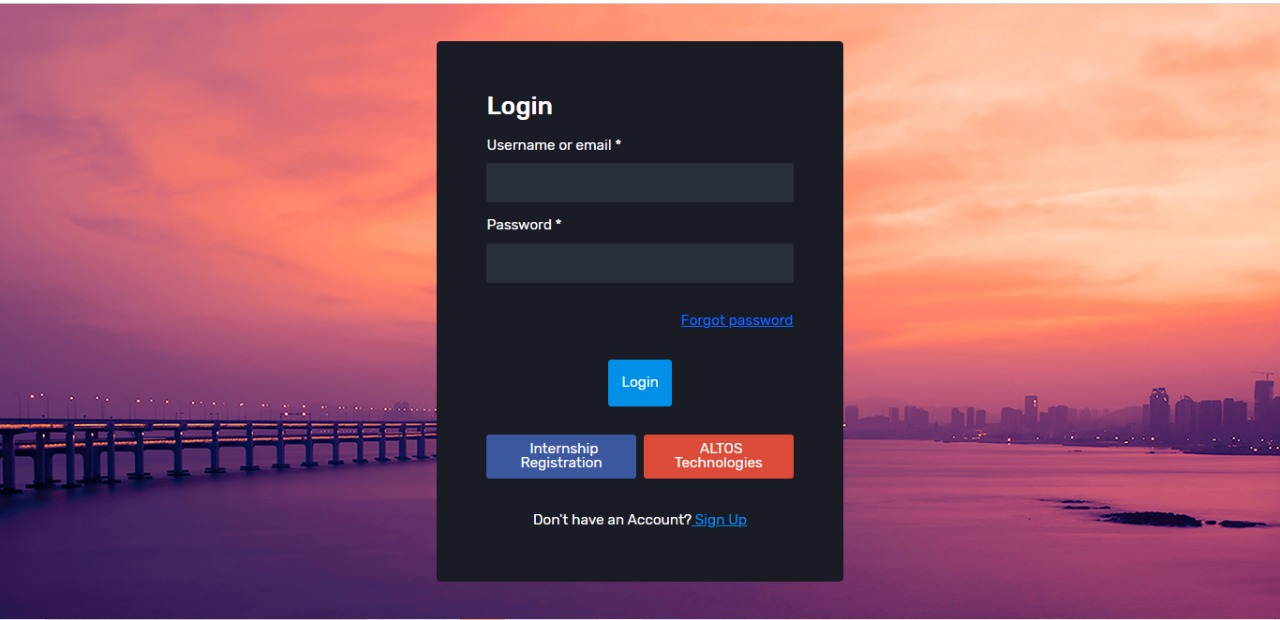 Login
Username or email *
Password *
Forgot password
Login
Internship
Registration
ALTOS
Technologies
Don't have an Account? Sign Up